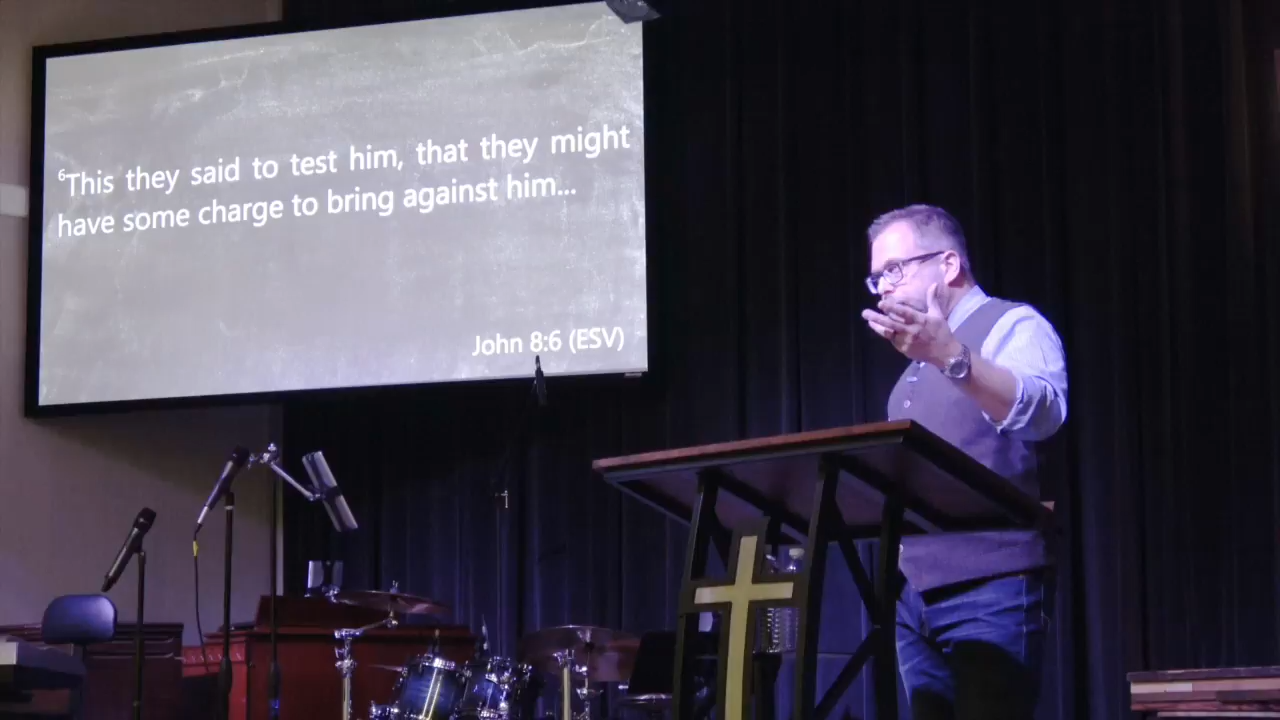 ⁶This they said to test him, that they might
have some charge to bring against him...
John 8:6 (ESV)